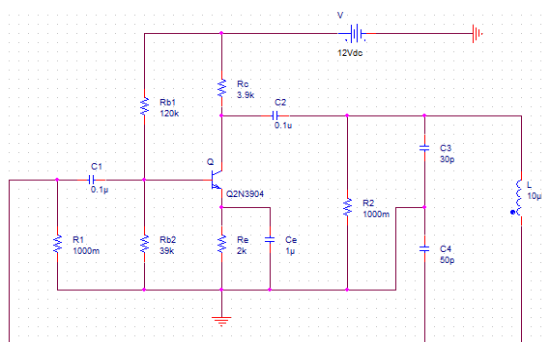 V
12Vdc
Rc
3.9k
Rb1
120k
C2
0.1u
C1
0.1µ
Q
Q2N3904
R1
1000m
Rb2
39k
Re
2k
Ce
1µ
R2
1000m
C3
30p
C4
50p
L
10µ